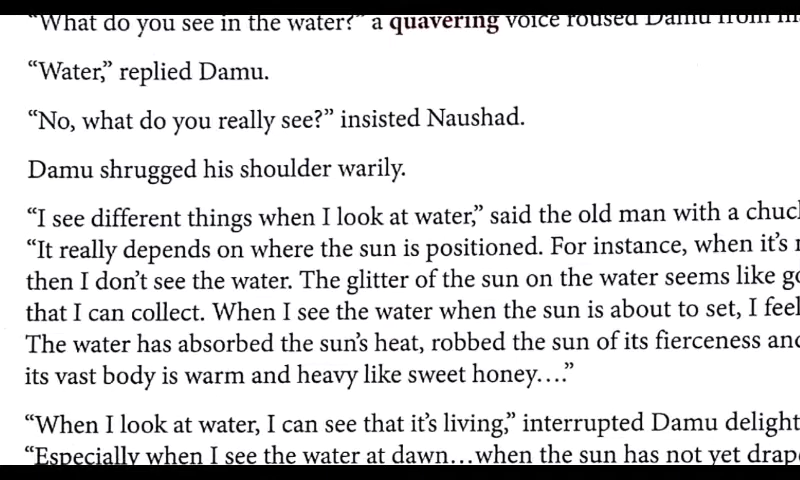 "What do you see in the water?" a quavering voice roused Damu from
"Water," replied Damu.
"No, what do you really see?" insisted Naushad.
Damu shrugged his shoulder warily.
"I see different things when I look at water," said the old man with a
"It really depends on where the sun is positioned. For instance, when it's
then I don't see the water. The glitter of the sun on the water seems like
that I can collect. When I see the water when the sun is about to set, I feel
The water has absorbed the sun's heat, robbed the sun of its fierceness and
its vast body is warm and heavy like sweet honey…."
"When I look at water, I can see that it's living," interrupted Damu
"Especially when I see the water at dawn…when the sun has not yet